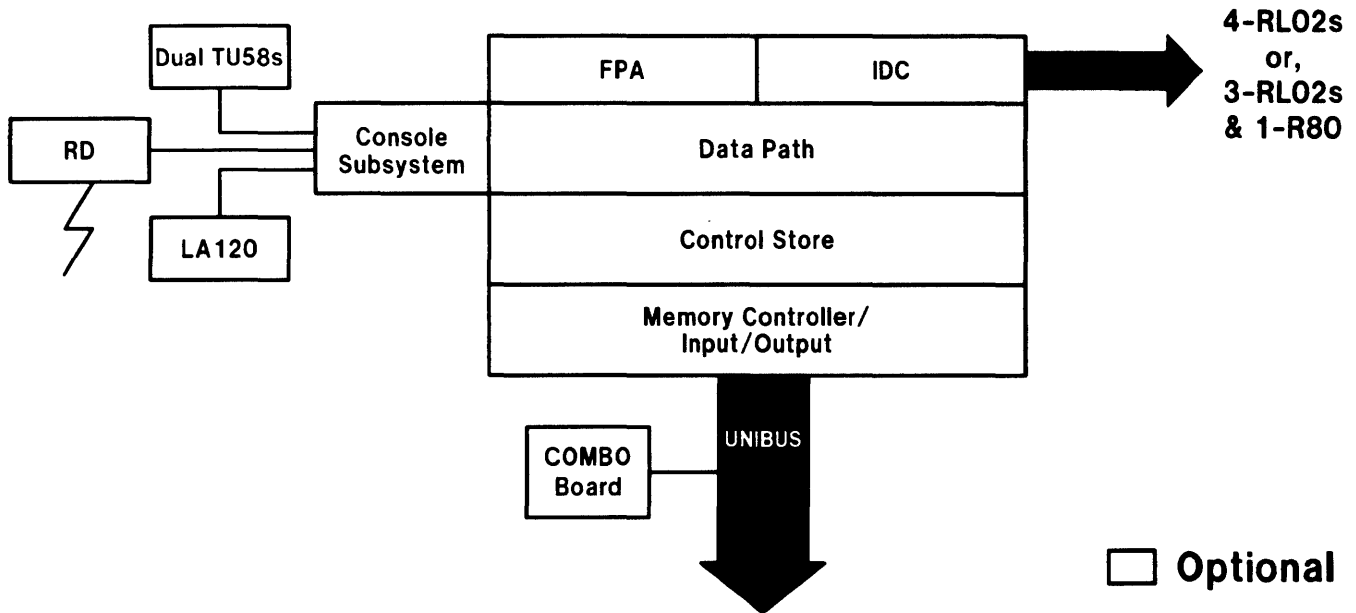 Dual TU58s
RD
LA120
Console
Subsystem
FPA
IDC
Data Path
Control Store
Memory Controller/
Input/Output
4-RL02s
or,
3-RL02s
& 1-R80
COMBO
Board
UNIBUS
Optional